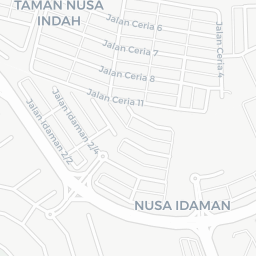 TAMAN NUSA
INDAH
Jalan Ceria 6
Jalan Ceria 7
Jalan Ceria 8
Jalan Ceria 11
Jalan Ceria 4
Jalan Idaman 2/4
Jalan Idaman 2/2
NUSA IDAMAN